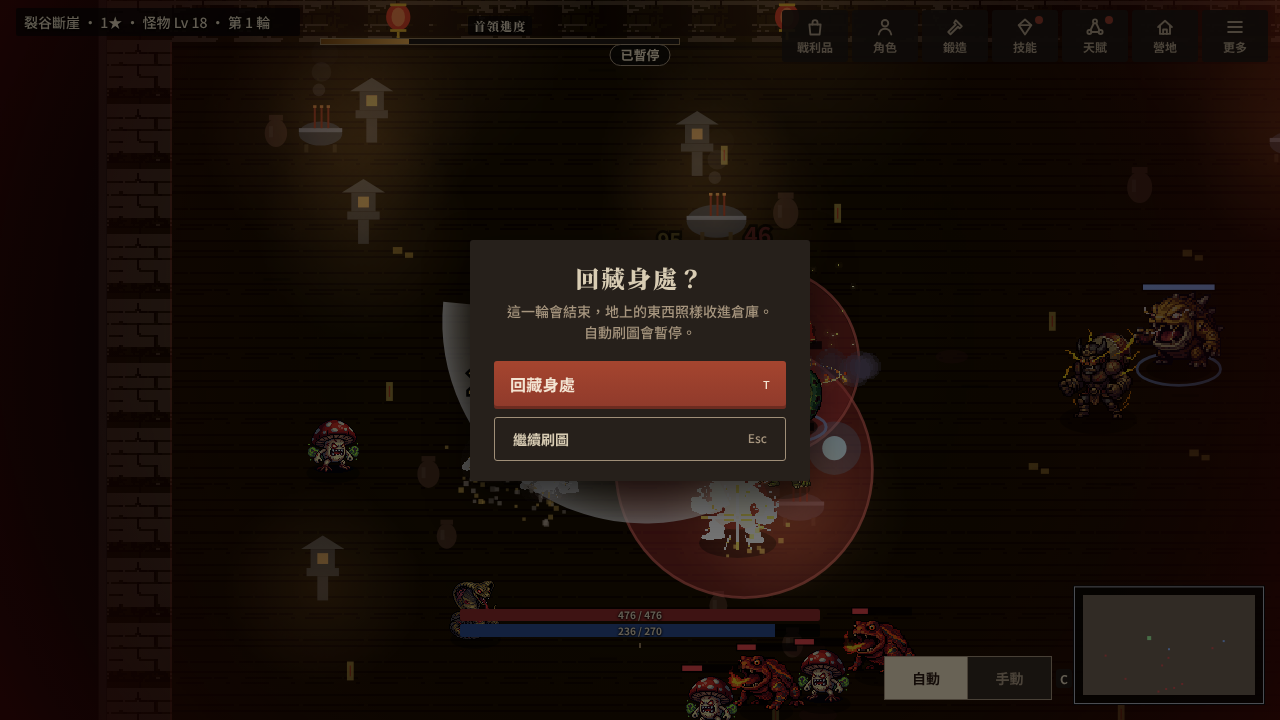 裂谷斷崖 · 1★ · 怪物 Lv 18 · 第 1 輪
首領進度
已暫停
戰利品
角色
鍛造
技能
天賦
營地
更多
46
回藏身處？
這一輪會結束，地上的東西照樣收進倉庫。
自動刷圖會暫停。
回藏身處 T
繼續刷圖 Esc
476 / 476
236 / 270
自動
手動
C